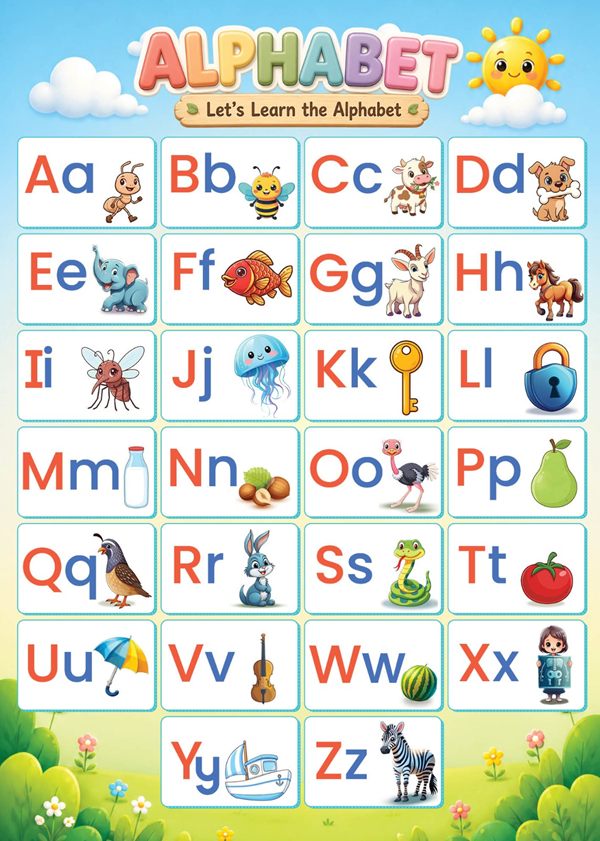 ALPHABET
Let's Learn the Alphabet
Aa Bb Cc Dd
Ee Ff Gg Hh
Ii Jj Kk Ll
Mm Nn Oo Pp
Qq Rr Ss Tt
Uu Vv Ww Xx
Yy Zz